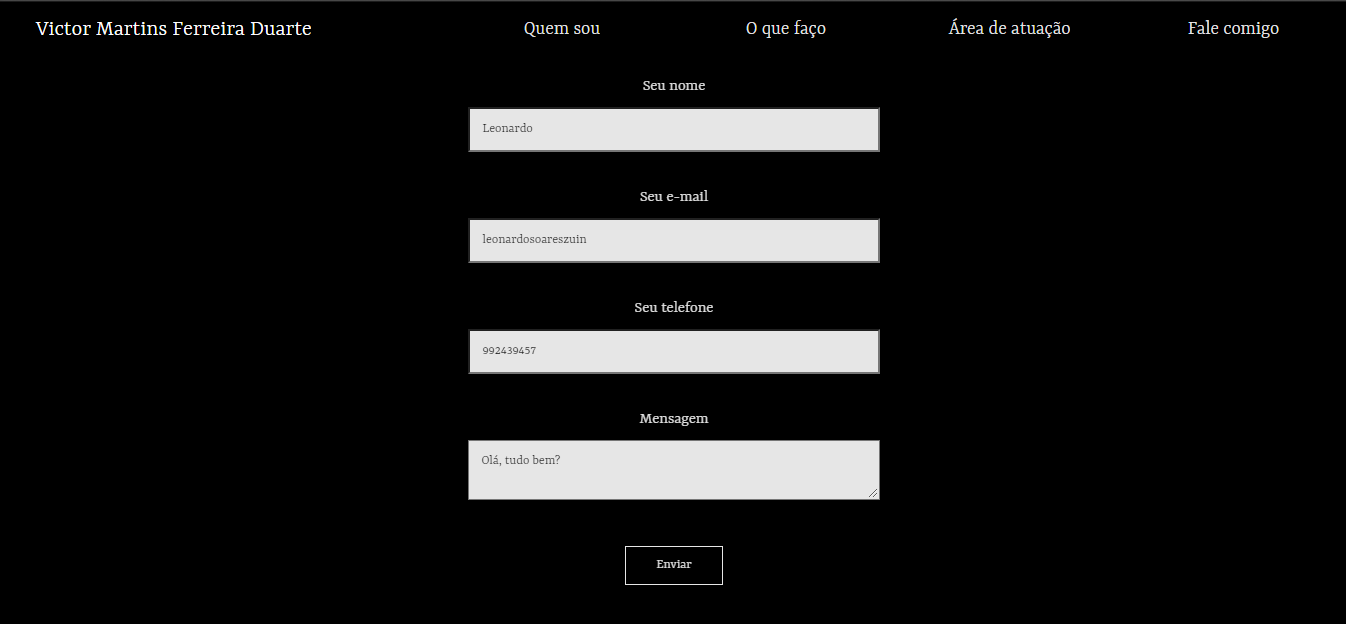 Victor Martins Ferreira Duarte Quem sou O que faço Área de atuação Fale comigo
Seu nome
Leonardo
Seu e-mail
leonardosoareszuin
Seu telefone
992439457
Mensagem
Olá, tudo bem?
Enviar